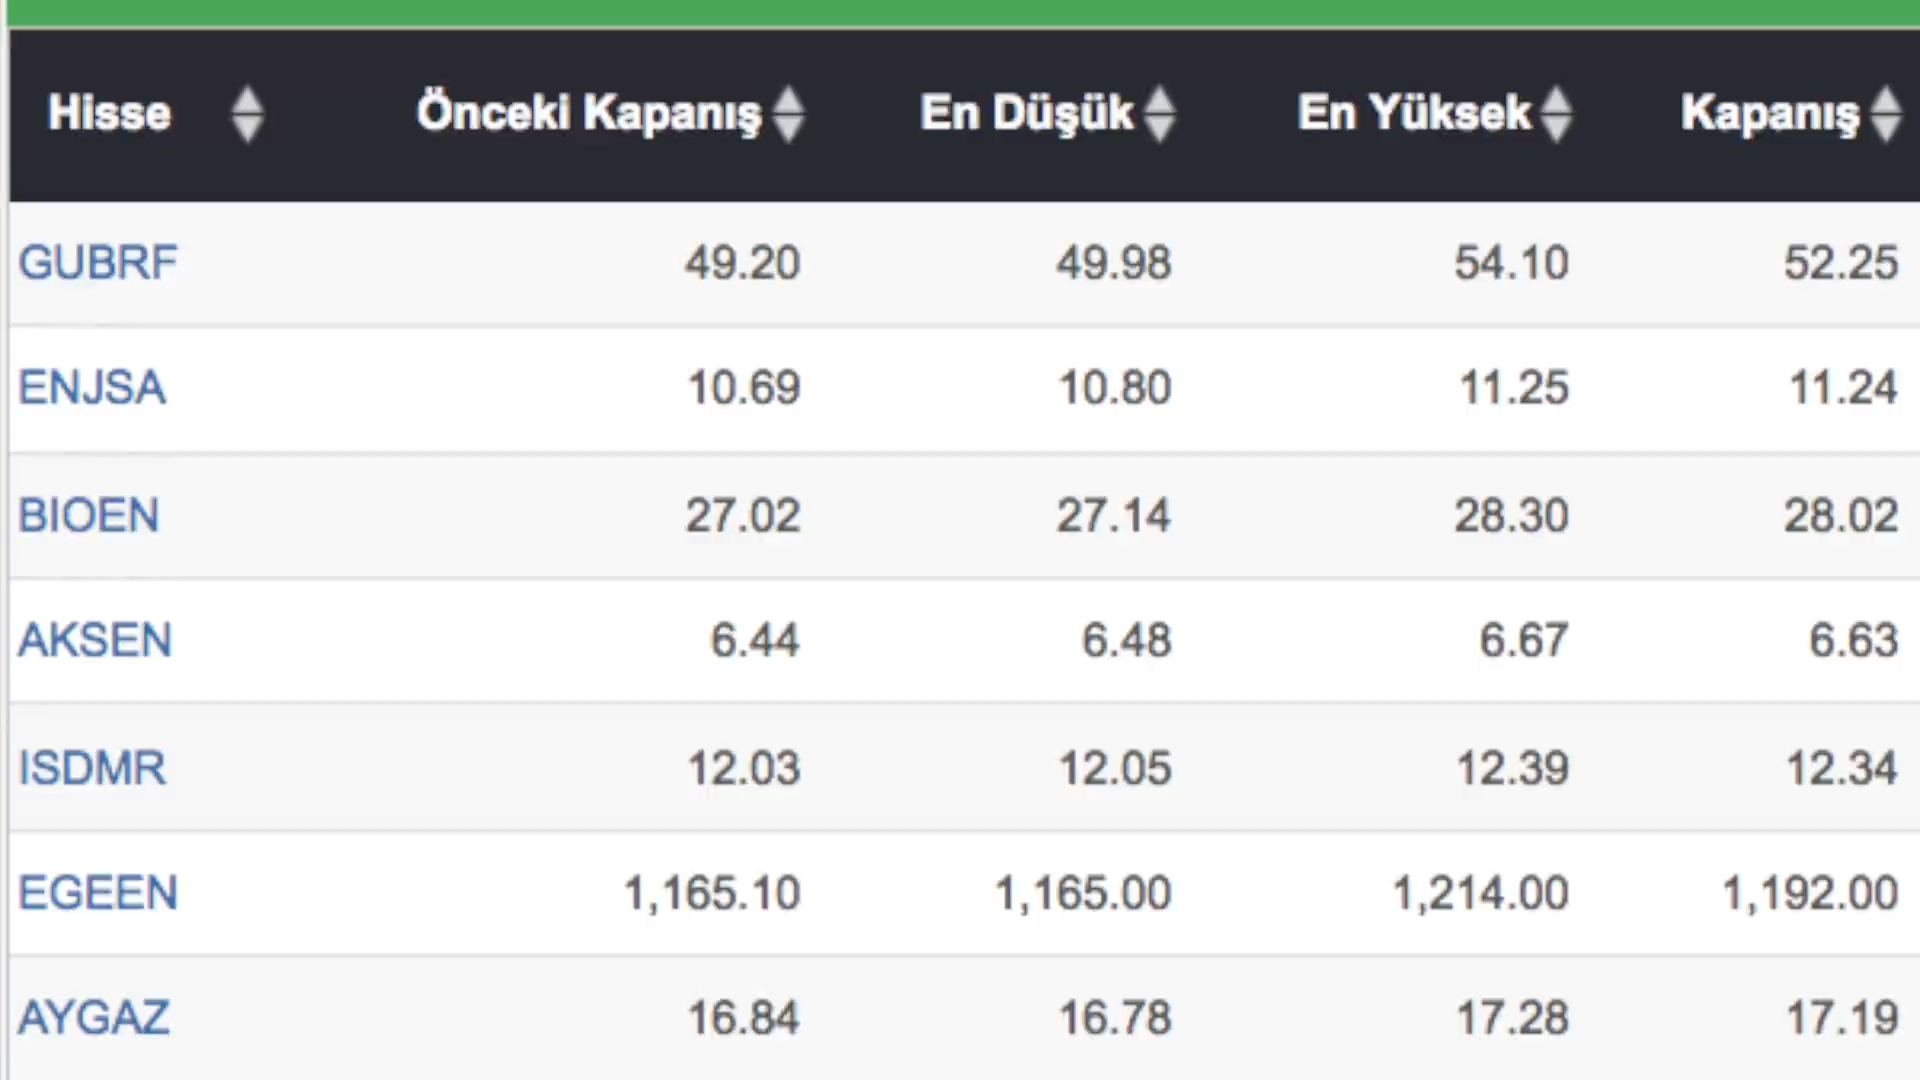 Hisse Önceki Kapanış En Düşük En Yüksek Kapanış
GUBRF 49.20 49.98 54.10 52.25
ENJSA 10.69 10.80 11.25 11.24
BIOEN 27.02 27.14 28.30 28.02
AKSEN 6.44 6.48 6.67 6.63
ISDMR 12.03 12.05 12.39 12.34
EGEEN 1,165.10 1,165.00 1,214.00 1,192.00
AYGAZ 16.84 16.78 17.28 17.19